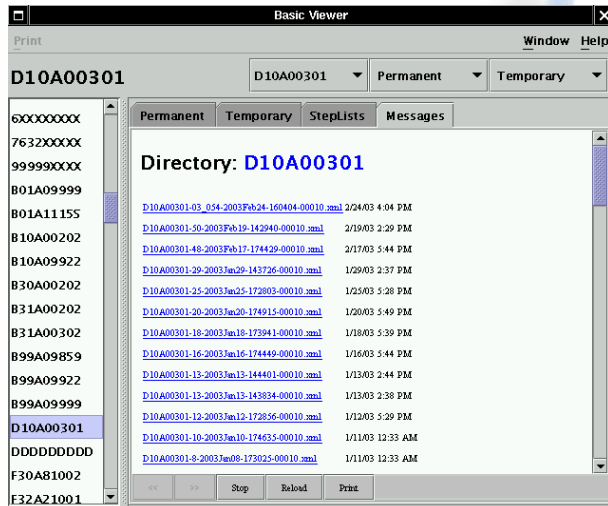 Basic Viewer
Print
Window Help
D10A00301
D10A00301
Permanent
Temporary
6XXXXXXX
7632XXXXX
99999XXXX
B01A09999
B01A1115S
B10A00202
B10A09922
B30A00202
B31A00202
B31A00302
B99A09859
B99A09922
B99A09999
D10A00301
DDDDDDDDD
F30A81002
F32A21001
Permanent
Temporary
StepLists
Messages
Directory: D10A00301
D10A00301-03_054-2003Feb24-160404-00010.xml 2/24/03 4:04 PM
D10A00301-50-2003Feb19-142940-00010.xml 2/19/03 2:29 PM
D10A00301-48-2003Feb17-174429-00010.xml 2/17/03 5:44 PM
D10A00301-29-2003Jan29-143726-00010.xml 1/29/03 2:37 PM
D10A00301-25-2003Jan25-172803-00010.xml 1/25/03 5:28 PM
D10A00301-20-2003Jan20-174915-00010.xml 1/20/03 5:49 PM
D10A00301-18-2003Jan18-173941-00010.xml 1/18/03 5:39 PM
D10A00301-16-2003Jan16-174449-00010.xml 1/16/03 5:44 PM
D10A00301-13-2003Jan13-144401-00010.xml 1/13/03 2:44 PM
D10A00301-13-2003Jan13-143834-00010.xml 1/13/03 2:38 PM
D10A00301-12-2003Jan12-172856-00010.xml 1/12/03 5:29 PM
D10A00301-10-2003Jan10-174635-00010.xml 1/11/03 12:33 AM
D10A00301-8-2003Jan08-173025-00010.xml 1/11/03 12:33 AM
<<
>>
Stop
Reload
Print